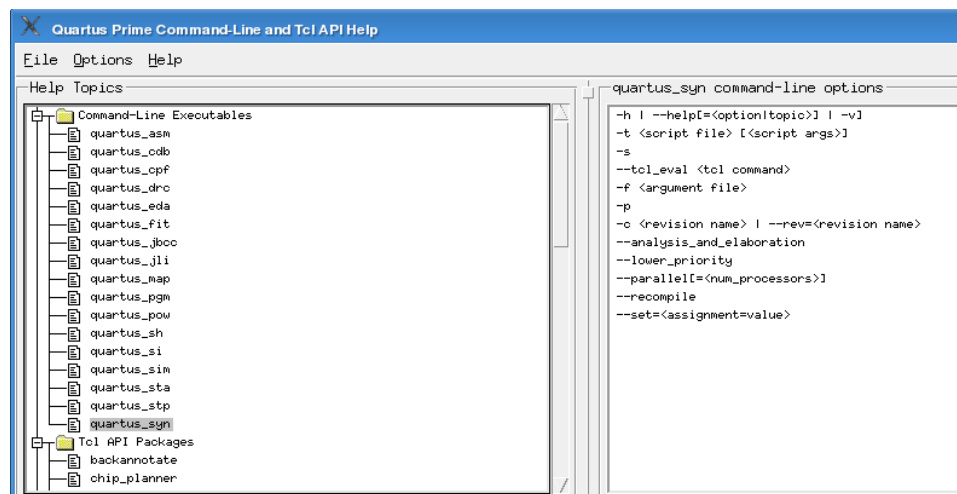 Quartus Prime Command-Line and Tcl API Help
File Options Help
Help Topics
Command-Line Executables
quartus_asm
quartus_cdb
quartus_cpf
quartus_drc
quartus_eda
quartus_fit
quartus_jbcc
quartus_jli
quartus_map
quartus_pgm
quartus_pow
quartus_sh
quartus_si
quartus_sim
quartus_sta
quartus_stp
quartus_syn
Tcl API Packages
backannotate
chip_planner
quartus_syn command-line options
-h | --help[=<option|topic>] | -v]
-t <script file> [<script args>]
-s
--tcl_eval <tcl command>
-f <argument file>
-p
-c <revision name> | --rev=<revision name>
--analysis_and_elaboration
--lower_priority
--parallel[=<num_processors>]
--recompile
--set=<assignment=value>